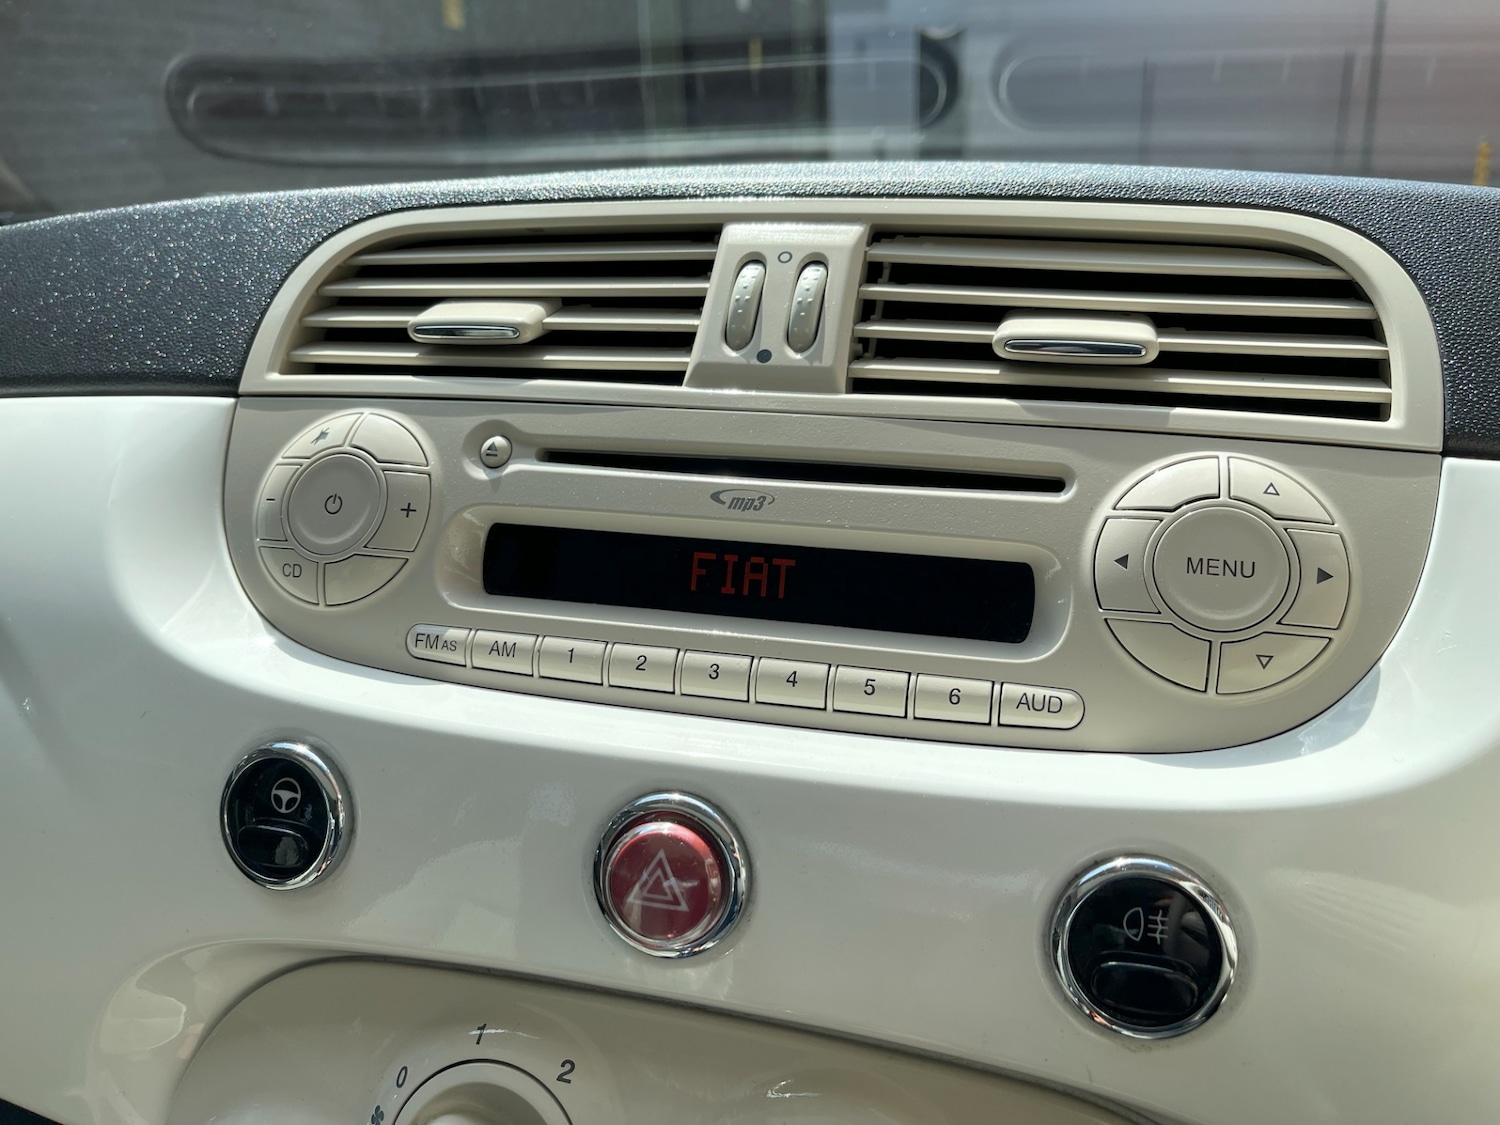 mp3
FIAT
- +
CD
MENU
FM AS AM 1 2 3 4 5 6 AUD
0 1 2